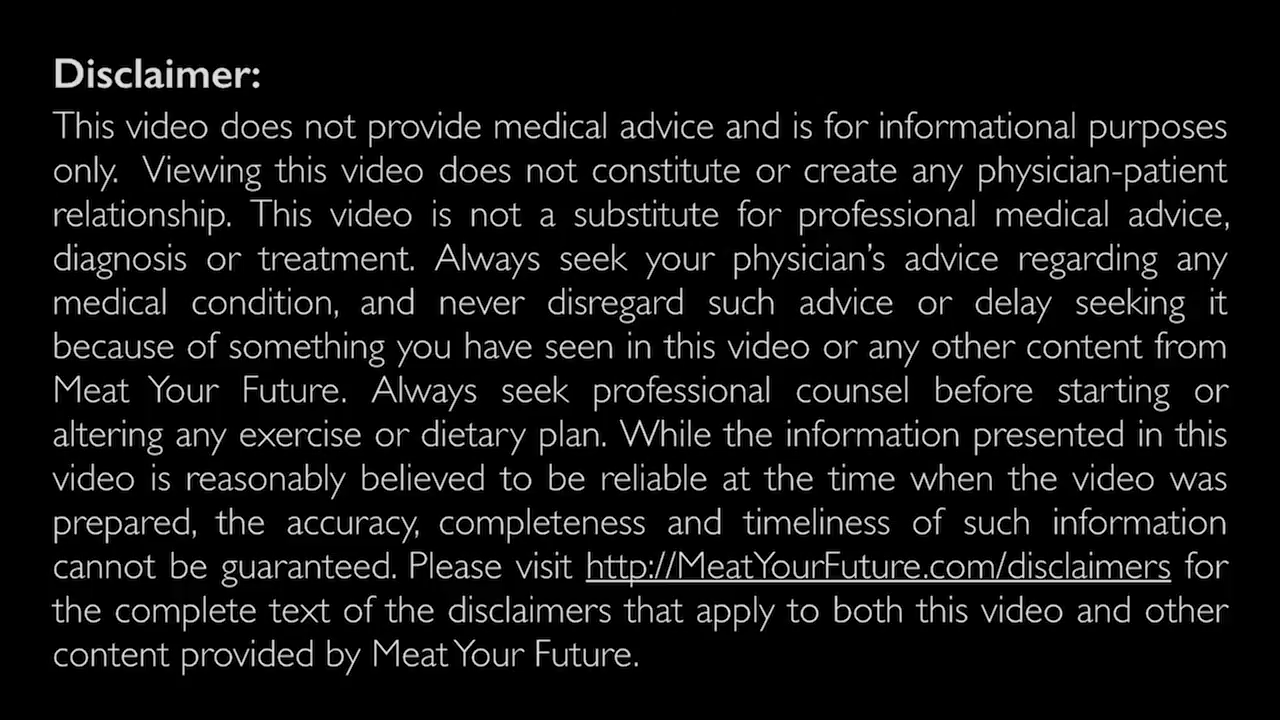 Disclaimer:
This video does not provide medical advice and is for informational purposes
only. Viewing this video does not constitute or create any physician-patient
relationship. This video is not a substitute for professional medical advice,
diagnosis or treatment. Always seek your physician’s advice regarding any
medical condition, and never disregard such advice or delay seeking it
because of something you have seen in this video or any other content from
Meat Your Future. Always seek professional counsel before starting or
altering any exercise or dietary plan. While the information presented in this
video is reasonably believed to be reliable at the time when the video was
prepared, the accuracy, completeness and timeliness of such information
cannot be guaranteed. Please visit http://MeatYourFuture.com/disclaimers for
the complete text of the disclaimers that apply to both this video and other
content provided by Meat Your Future.